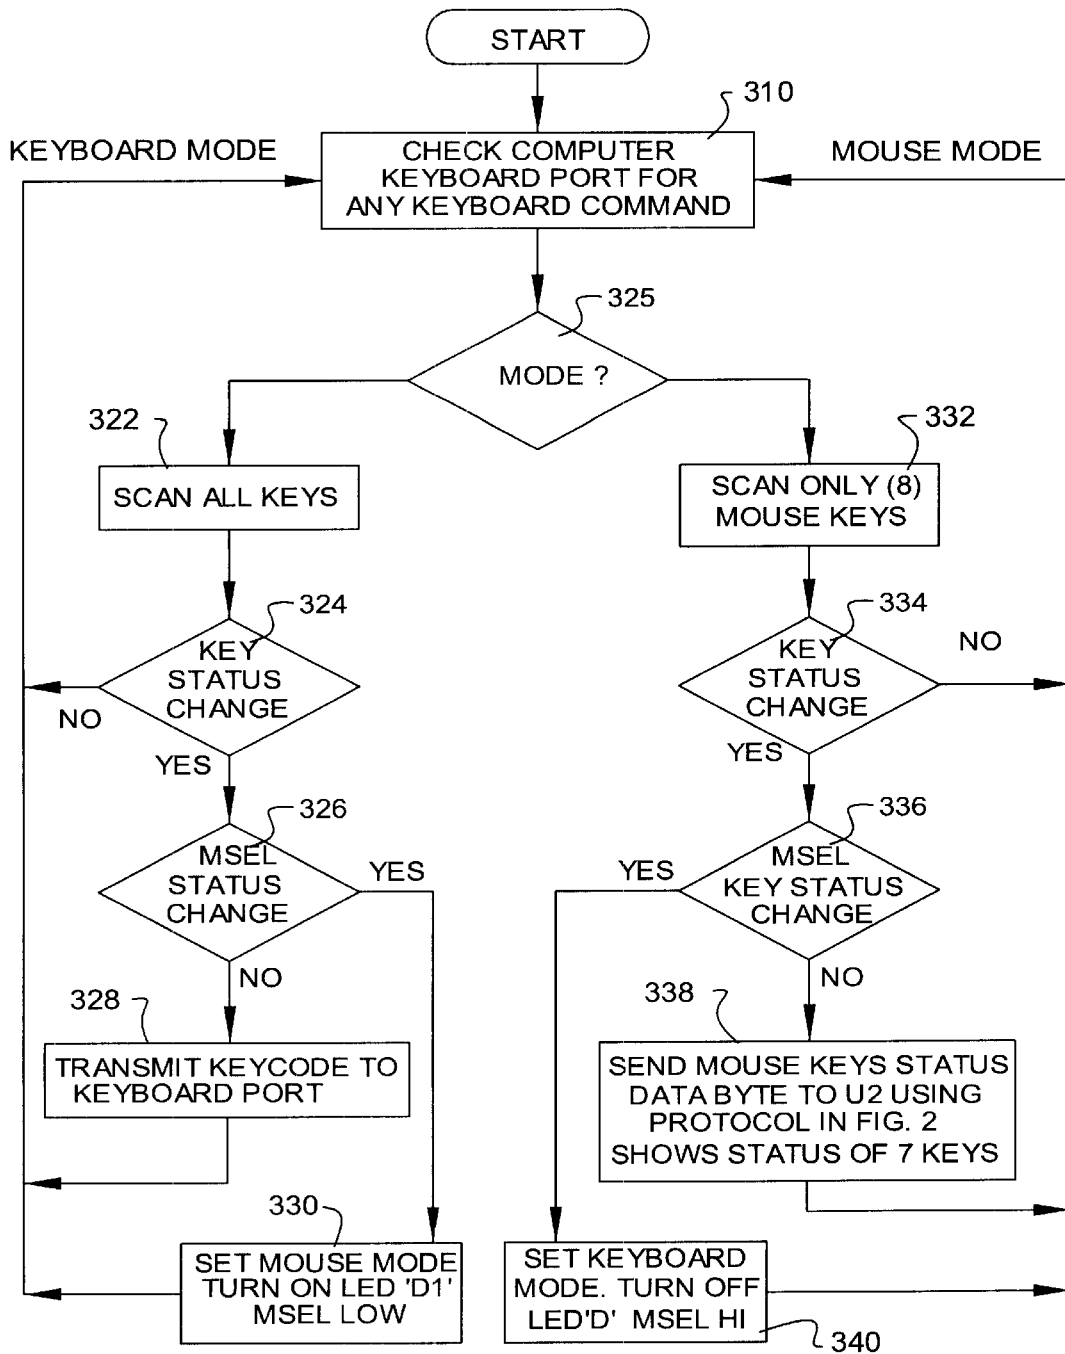 START
310
KEYBOARD MODE
CHECK COMPUTER
KEYBOARD PORT FOR
ANY KEYBOARD COMMAND
MOUSE MODE
325
MODE ?
322
SCAN ALL KEYS
332
SCAN ONLY (8)
MOUSE KEYS
324
KEY
STATUS
CHANGE
NO
YES
334
KEY
STATUS
CHANGE
NO
YES
326
MSEL
STATUS
CHANGE
YES
NO
336
MSEL
KEY STATUS
CHANGE
YES
NO
328
TRANSMIT KEYCODE TO
KEYBOARD PORT
338
SEND MOUSE KEYS STATUS
DATA BYTE TO U2 USING
PROTOCOL IN FIG. 2
SHOWS STATUS OF 7 KEYS
330
SET MOUSE MODE
TURN ON LED 'D1'
MSEL LOW
SET KEYBOARD
MODE. TURN OFF
LED'D' MSEL HI
340